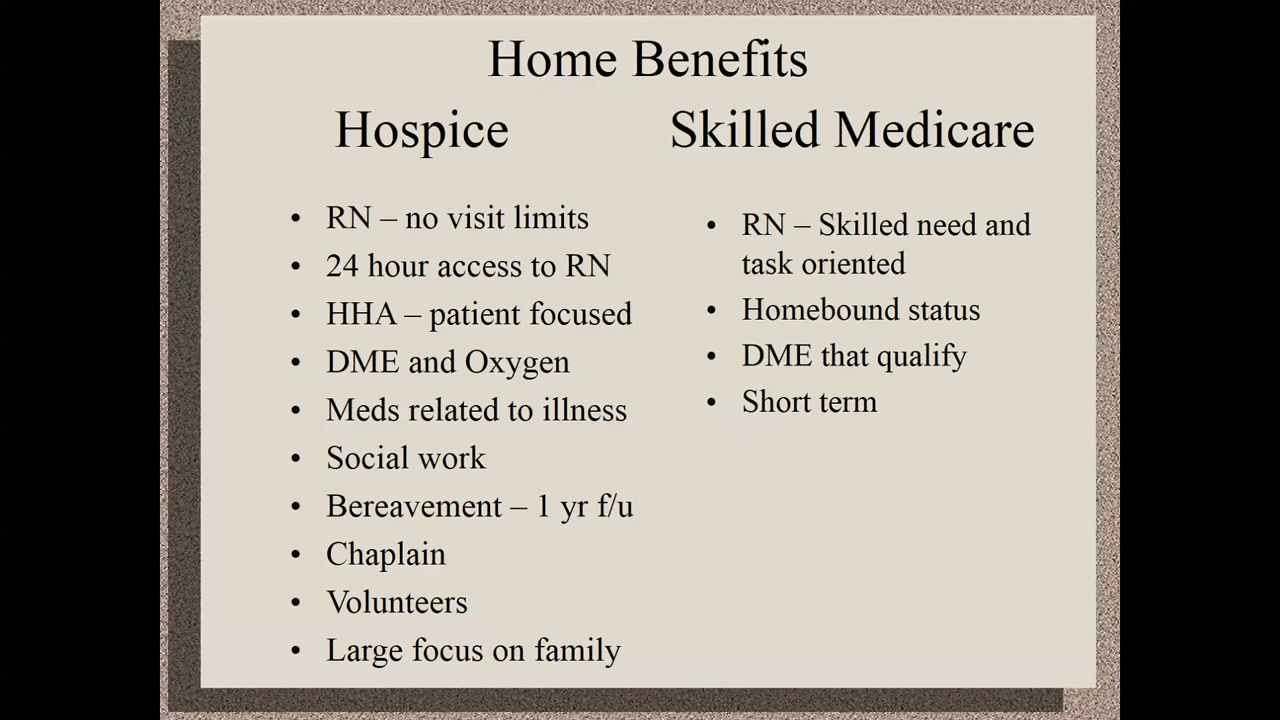 Home Benefits
Hospice
• RN – no visit limits
• 24 hour access to RN
• HHA – patient focused
• DME and Oxygen
• Meds related to illness
• Social work
• Bereavement – 1 yr f/u
• Chaplain
• Volunteers
• Large focus on family
Skilled Medicare
• RN – Skilled need and
task oriented
• Homebound status
• DME that qualify
• Short term